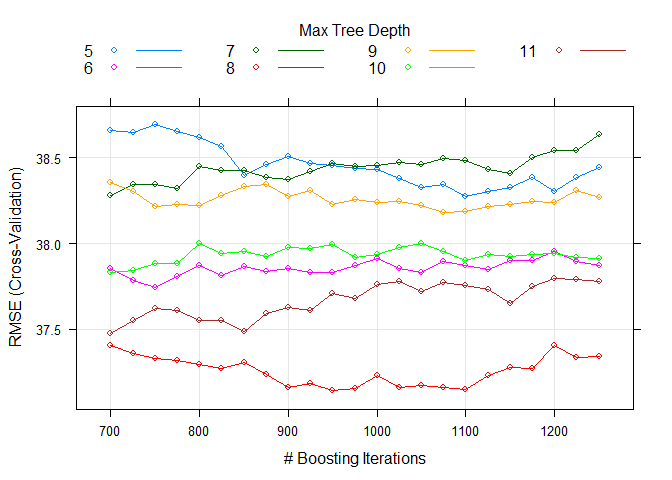 Max Tree Depth
5 7 9 11
6 8 10
38.5
38.0
37.5
RMSE (Cross-Validation)
700 800 900 1000 1100 1200
# Boosting Iterations